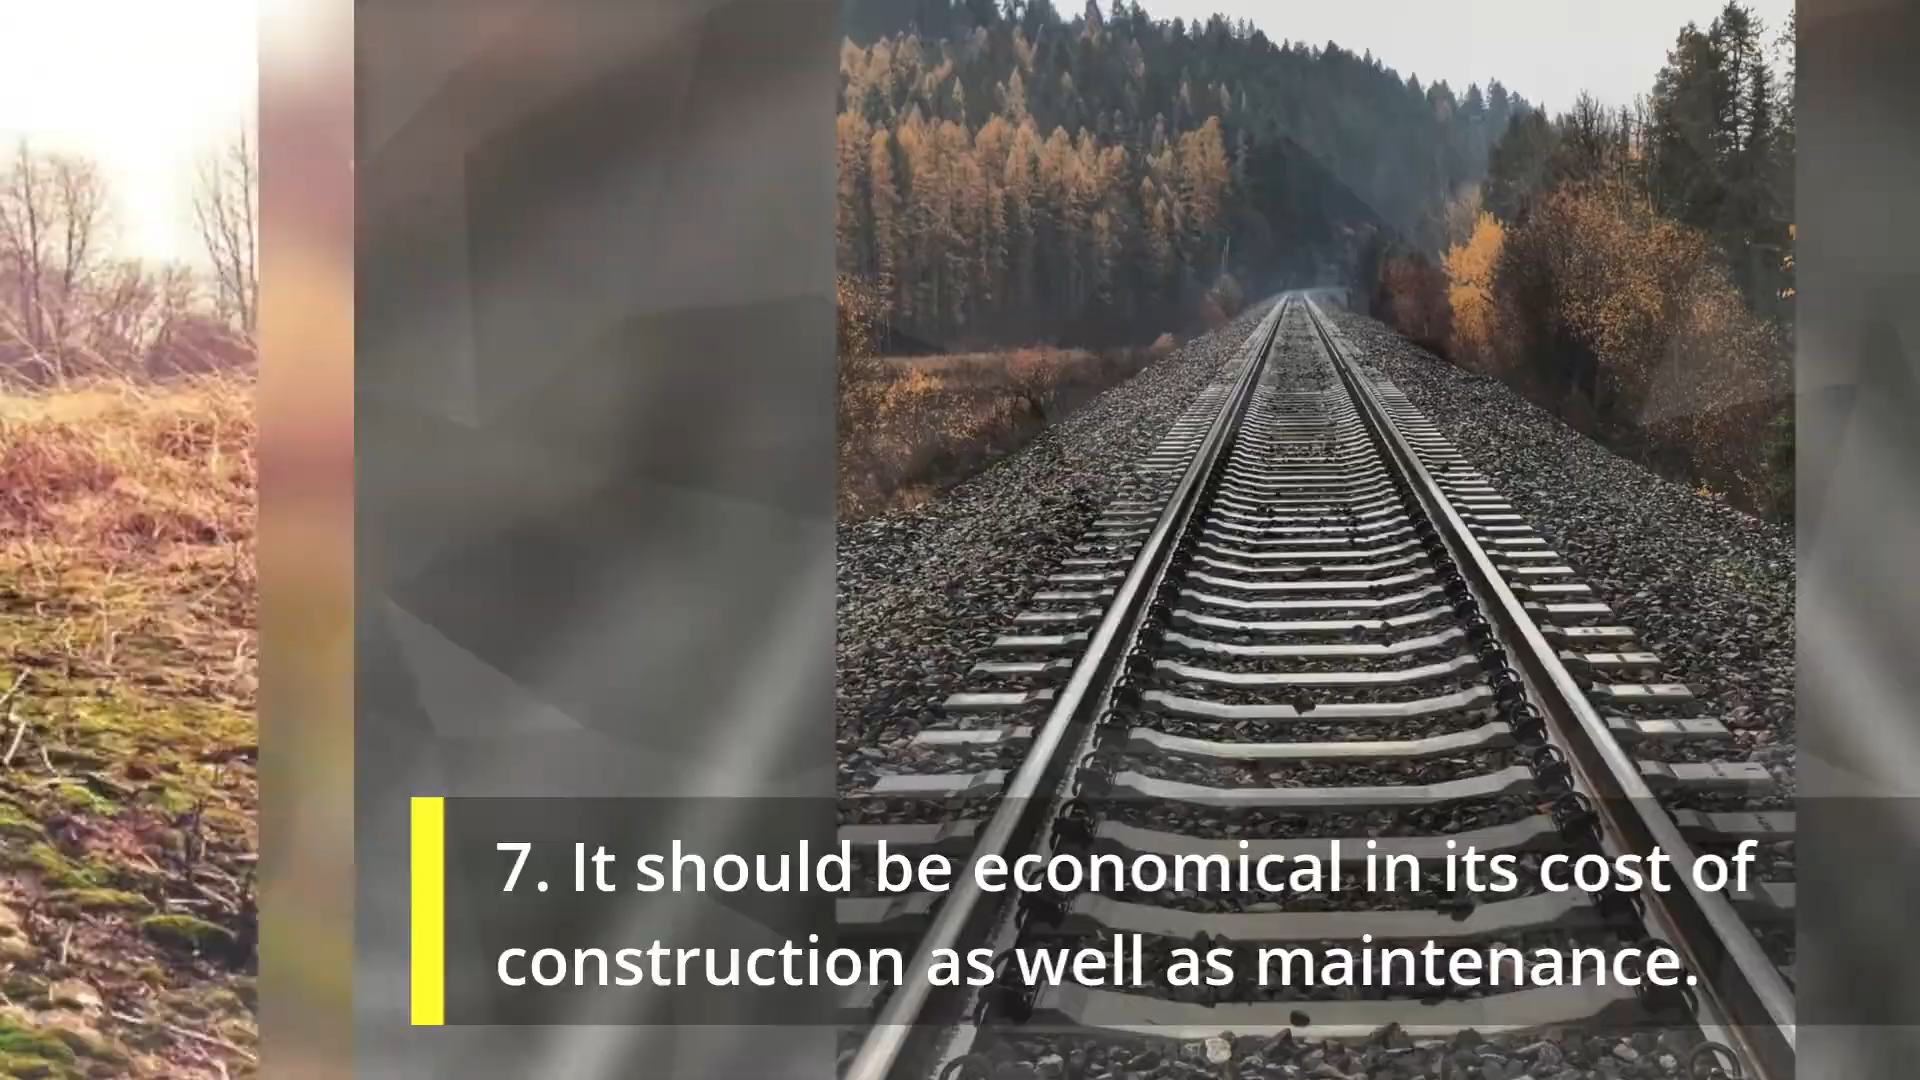 7. It should be economical in its cost of
construction as well as maintenance.